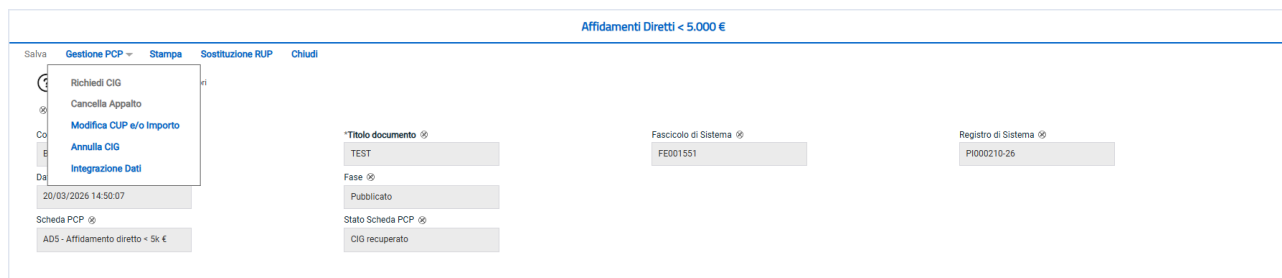 Affidamenti Diretti < 5.000 €
Salva Gestione PCP Stampa Sostituzione RUP Chiudi
Richiedi CIG
Cancella Appalto
Modifica CUP e/o Importo
Annulla CIG
Integrazione Dati
*Titolo documento Fascicolo di Sistema Registro di Sistema
TEST FE001551 PI000210-26
Fase
20/03/2026 14:50:07 Pubblicato
Scheda PCP Stato Scheda PCP
AD5 - Affidamento diretto < 5k € CIG recuperato